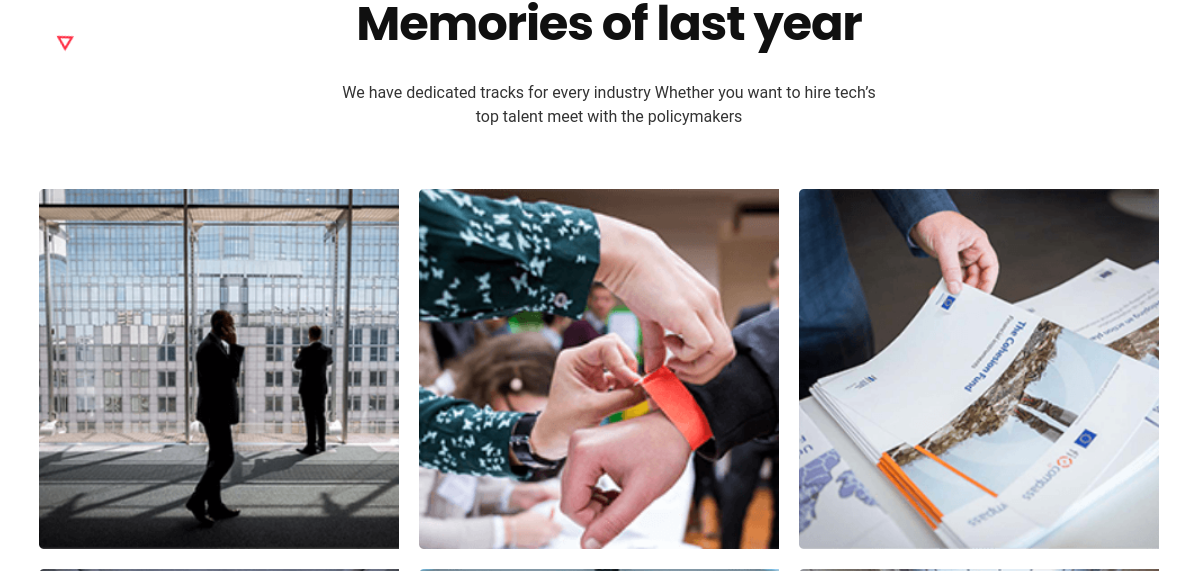 Memories of last year
We have dedicated tracks for every industry Whether you want to hire tech’s
top talent meet with the policymakers
The Cohesion Fund
fi compass